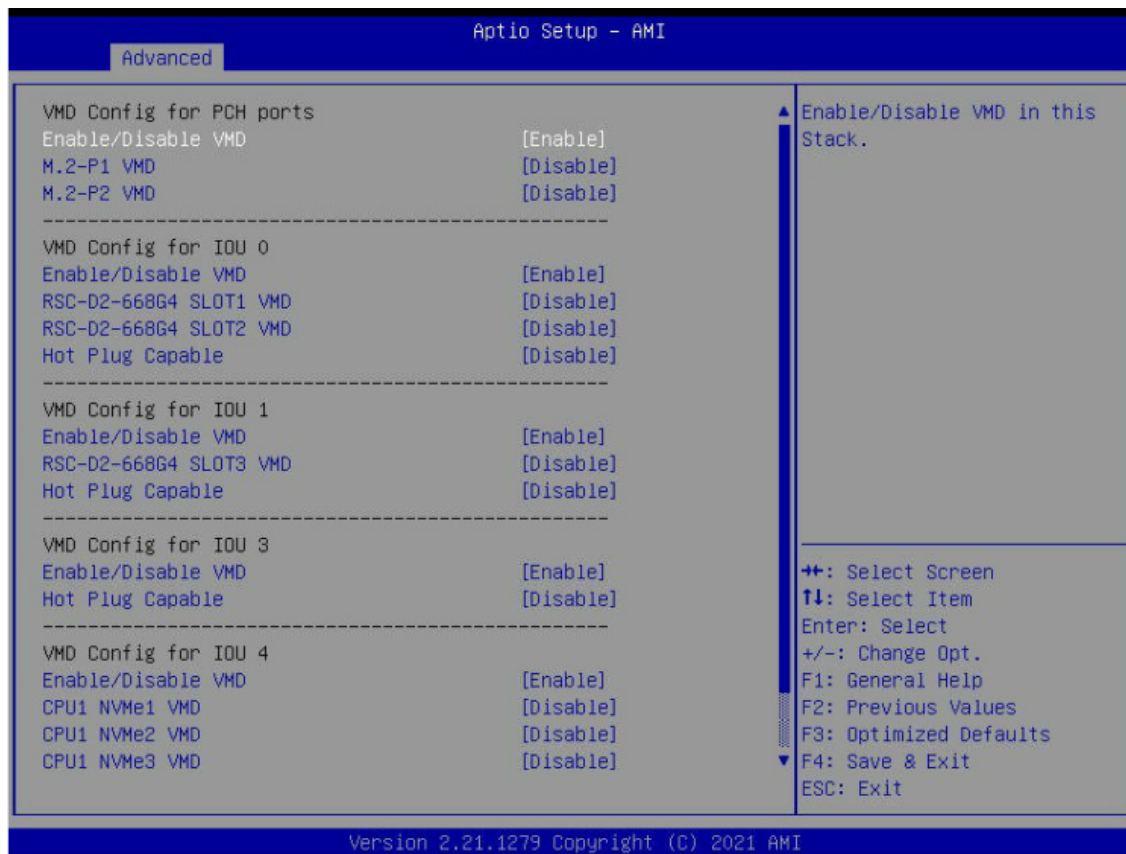 Aptio Setup - AMI
Advanced
VMD Config for PCH ports
Enable/Disable VMD [Enable]
M.2-P1 VMD [Disable]
M.2-P2 VMD [Disable]
------------------------------------------------------------
VMD Config for IOU 0
Enable/Disable VMD [Enable]
RSC-D2-668G4 SLOT1 VMD [Disable]
RSC-D2-668G4 SLOT2 VMD [Disable]
Hot Plug Capable [Disable]
------------------------------------------------------------
VMD Config for IOU 1
Enable/Disable VMD [Enable]
RSC-D2-668G4 SLOT3 VMD [Disable]
Hot Plug Capable [Disable]
------------------------------------------------------------
VMD Config for IOU 3
Enable/Disable VMD [Enable]
Hot Plug Capable [Disable]
------------------------------------------------------------
VMD Config for IOU 4
Enable/Disable VMD [Enable]
CPU1 NVMe1 VMD [Disable]
CPU1 NVMe2 VMD [Disable]
CPU1 NVMe3 VMD [Disable]
Enable/Disable VMD in this
Stack.
→←: Select Screen
↑↓: Select Item
Enter: Select
+/-: Change Opt.
F1: General Help
F2: Previous Values
F3: Optimized Defaults
F4: Save & Exit
ESC: Exit
Version 2.21.1279 Copyright (C) 2021 AMI